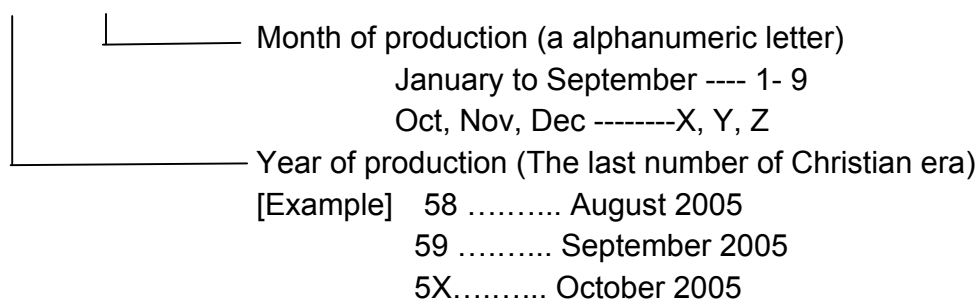 Month of production (a alphanumeric letter)
January to September ---- 1- 9
Oct, Nov, Dec --------X, Y, Z
Year of production (The last number of Christian era)
[Example] 58 ………... August 2005
59 ………... September 2005
5X………... October 2005